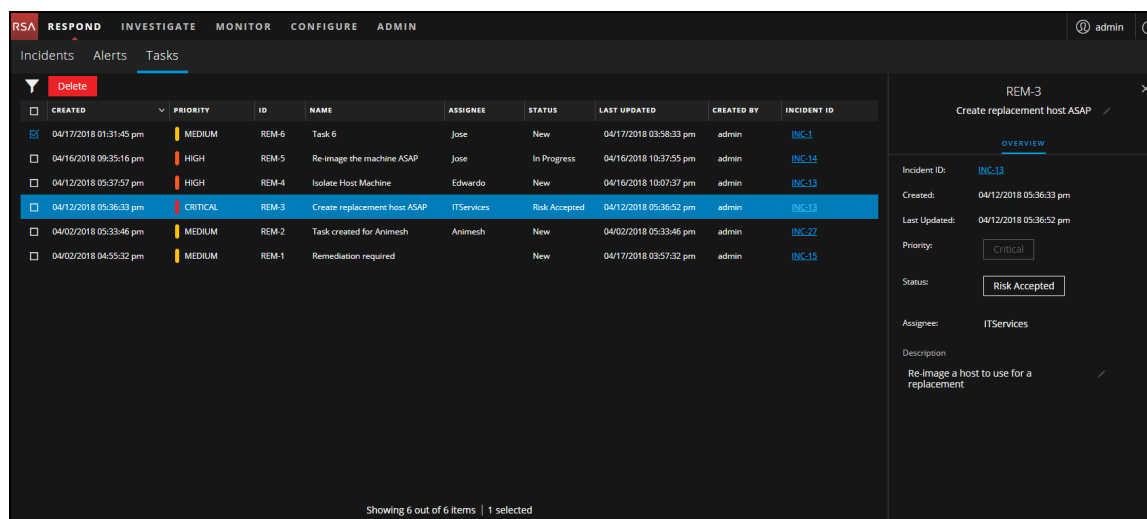 RSA RESPOND INVESTIGATE MONITOR CONFIGURE ADMIN admin
Incidents Alerts Tasks
Delete
CREATED PRIORITY ID NAME ASSIGNEE STATUS LAST UPDATED CREATED BY INCIDENT ID
04/17/2018 01:31:45 pm MEDIUM REM-6 Task 6 Jose New 04/17/2018 03:58:33 pm admin INC-1
04/16/2018 09:35:16 pm HIGH REM-5 Re-image the machine ASAP Jose In Progress 04/16/2018 10:37:55 pm admin INC-14
04/12/2018 05:37:57 pm HIGH REM-4 Isolate Host Machine Edwardo New 04/16/2018 10:07:37 pm admin INC-13
04/12/2018 05:36:33 pm CRITICAL REM-3 Create replacement host ASAP ITServices Risk Accepted 04/12/2018 05:36:52 pm admin INC-13
04/02/2018 05:33:46 pm MEDIUM REM-2 Task created for Animesh Animesh New 04/02/2018 05:33:46 pm admin INC-27
04/02/2018 04:55:32 pm MEDIUM REM-1 Remediation required New 04/17/2018 03:57:32 pm admin INC-15
Showing 6 out of 6 items | 1 selected
REM-3
Create replacement host ASAP
OVERVIEW
Incident ID: INC-13
Created: 04/12/2018 05:36:33 pm
Last Updated: 04/12/2018 05:36:52 pm
Priority: Critical
Status: Risk Accepted
Assignee: ITServices
Description
Re-image a host to use for a
replacement